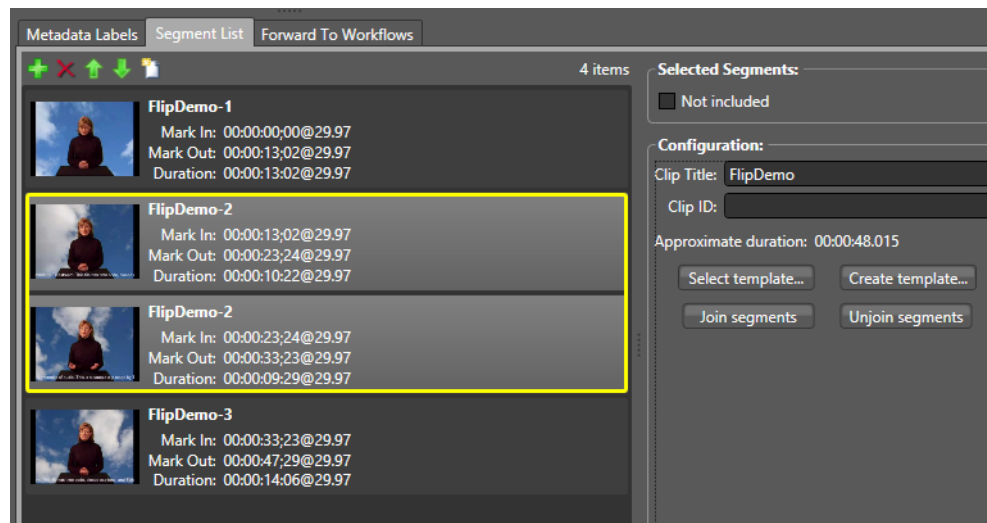 Metadata Labels Segment List Forward To Workflows
4 items
FlipDemo-1
Mark In: 00:00:00;00@29.97
Mark Out: 00:00:13;02@29.97
Duration: 00:00:13:02@29.97
FlipDemo-2
Mark In: 00:00:13;02@29.97
Mark Out: 00:00:23;24@29.97
Duration: 00:00:10:22@29.97
FlipDemo-2
Mark In: 00:00:23;24@29.97
Mark Out: 00:00:33;23@29.97
Duration: 00:00:09:29@29.97
FlipDemo-3
Mark In: 00:00:33;23@29.97
Mark Out: 00:00:47;29@29.97
Duration: 00:00:14:06@29.97
Selected Segments:
Not included
Configuration:
Clip Title: FlipDemo
Clip ID:
Approximate duration: 00:00:48.015
Select template... Create template...
Join segments Unjoin segments